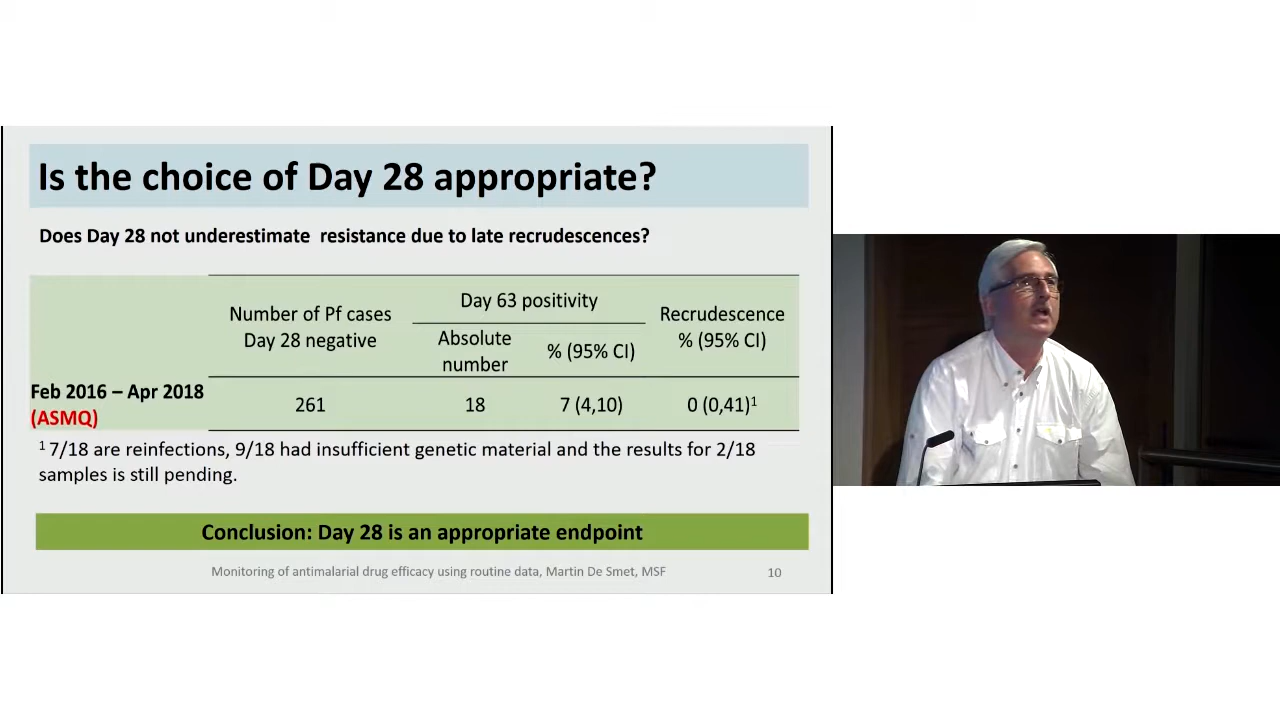 Is the choice of Day 28 appropriate?
Does Day 28 not underestimate resistance due to late recrudescences?
Number of Pf cases
Day 28 negative
Day 63 positivity
Absolute
number
% (95% CI)
Recrudescence
% (95% CI)
Feb 2016 – Apr 2018
(ASMQ)
261
18
7 (4,10)
0 (0,41)¹
¹ 7/18 are reinfections, 9/18 had insufficient genetic material and the results for 2/18
samples is still pending.
Conclusion: Day 28 is an appropriate endpoint
Monitoring of antimalarial drug efficacy using routine data, Martin De Smet, MSF
10